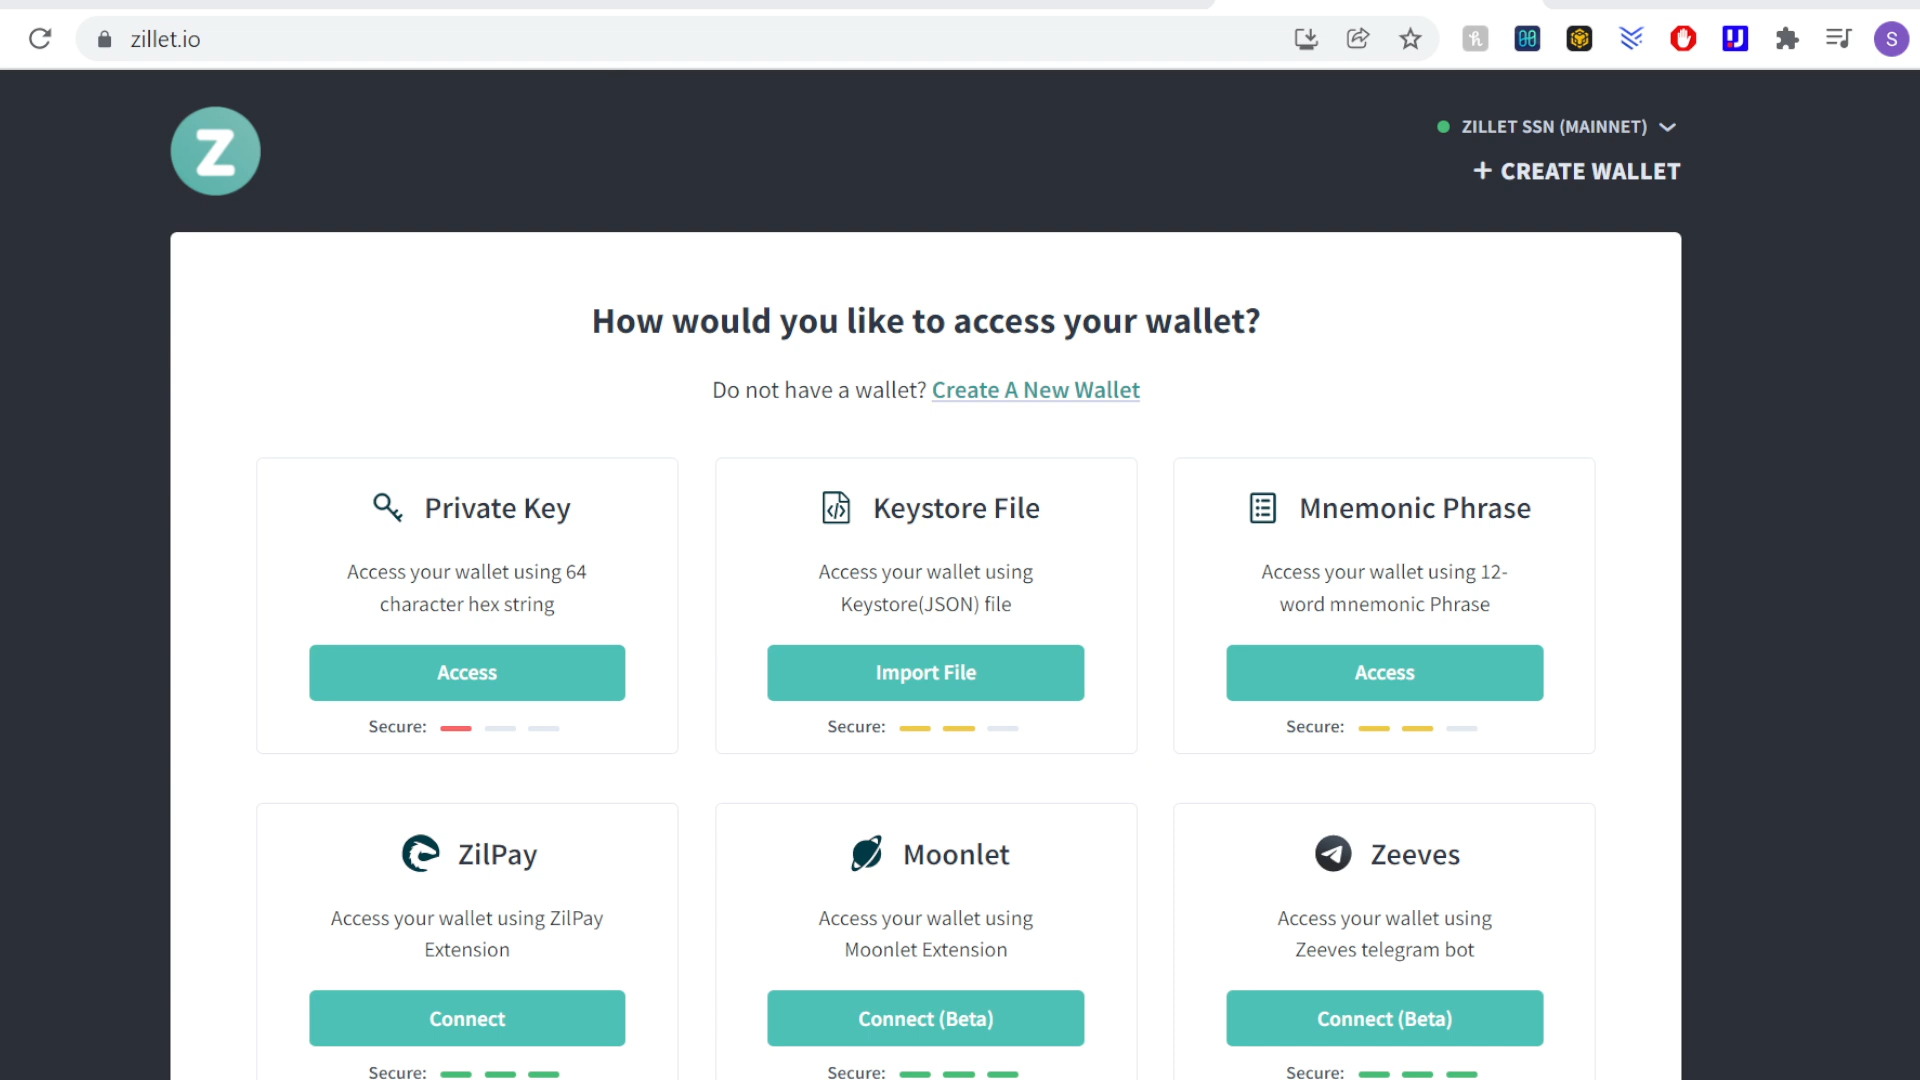 zillet.io
S
Z
ZILLET SSN (MAINNET)
+ CREATE WALLET
How would you like to access your wallet?
Do not have a wallet? Create A New Wallet
Private Key
Access your wallet using 64
character hex string
Access
Secure:
Keystore File
Access your wallet using
Keystore(JSON) file
Import File
Secure:
Mnemonic Phrase
Access your wallet using 12-
word mnemonic Phrase
Access
Secure:
ZilPay
Access your wallet using ZilPay
Extension
Connect
Secure:
Moonlet
Access your wallet using
Moonlet Extension
Connect (Beta)
Secure:
Zeeves
Access your wallet using
Zeeves telegram bot
Connect (Beta)
Secure: